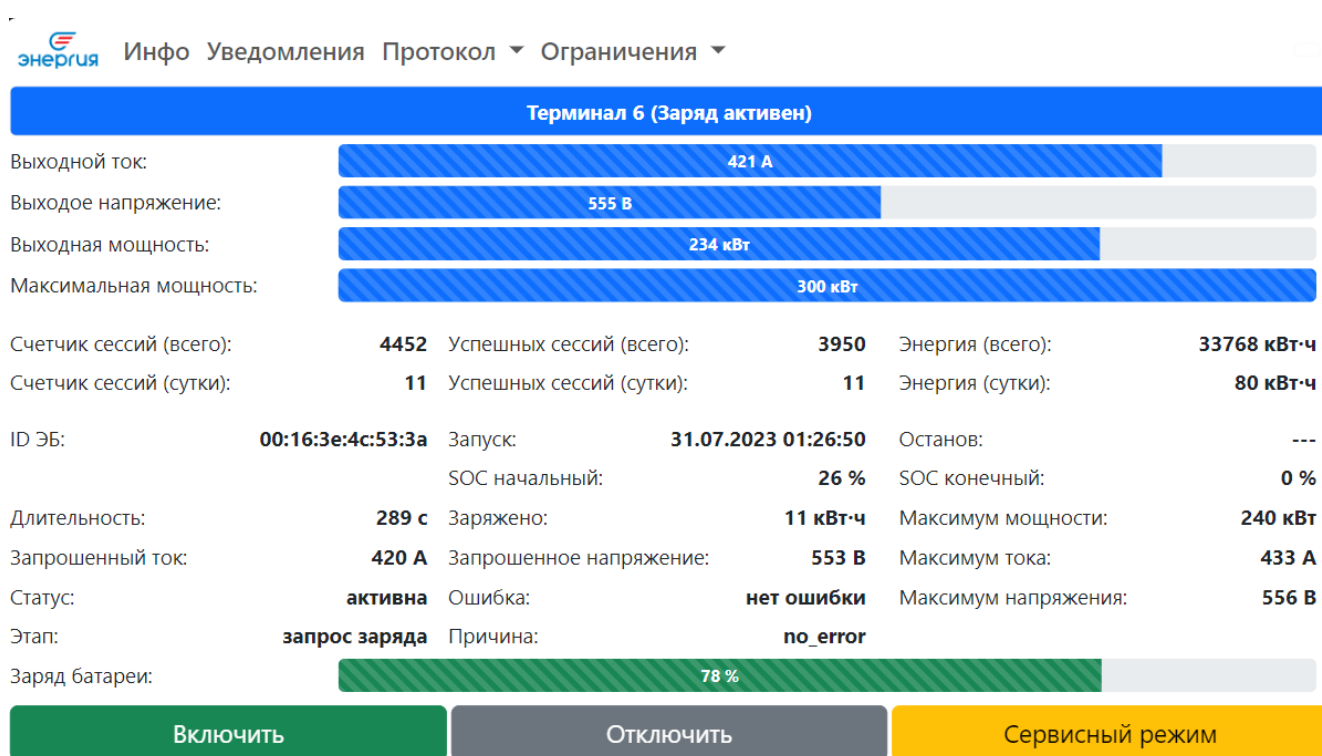 энергия Инфо Уведомления Протокол Ограничения
Терминал 6 (Заряд активен)
Выходной ток: 421 А
Выходое напряжение: 555 В
Выходная мощность: 234 кВт
Максимальная мощность: 300 кВт
Счетчик сессий (всего): 4452 Успешных сессий (всего): 3950 Энергия (всего): 33768 кВт·ч
Счетчик сессий (сутки): 11 Успешных сессий (сутки): 11 Энергия (сутки): 80 кВт·ч
ID ЭБ: 00:16:3e:4c:53:3a Запуск: 31.07.2023 01:26:50 Останов: ---
SOC начальный: 26 % SOC конечный: 0 %
Длительность: 289 с Заряжено: 11 кВт·ч Максимум мощности: 240 кВт
Запрошенный ток: 420 А Запрошенное напряжение: 553 В Максимум тока: 433 А
Статус: активна Ошибка: нет ошибки Максимум напряжения: 556 В
Этап: запрос заряда Причина: no_error
Заряд батареи: 78 %
Включить Отключить Сервисный режим